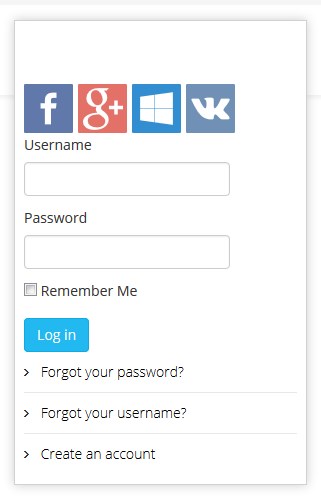 f g+ VK
Username
Password
Remember Me
Log in
Forgot your password?
Forgot your username?
Create an account